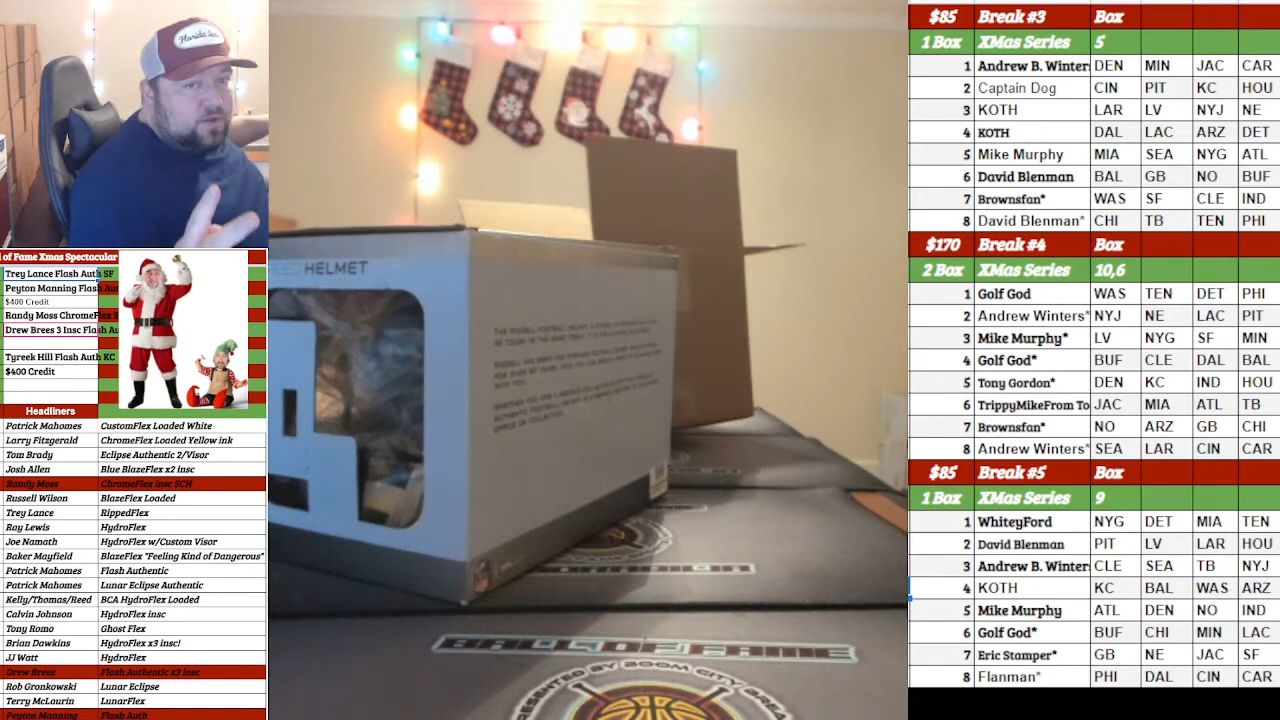 Florida
l of Fame Xmas Spectacular
Trey Lance Flash Auth SF
Peyton Manning Flash Aut
$400 Credit
Randy Moss ChromeFlex S
Drew Brees 3 Insc Flash Au
Tyreek Hill Flash Auth KC
$400 Credit
Headliners
Patrick Mahomes CustomFlex Loaded White
Larry Fitzgerald ChromeFlex Loaded Yellow ink
Tom Brady Eclipse Authentic 2/Visor
Josh Allen Blue BlazeFlex x2 insc
Randy Moss ChromeFlex insc SCH
Russell Wilson BlazeFlex Loaded
Trey Lance RippedFlex
Ray Lewis HydroFlex
Joe Namath HydroFlex w/Custom Visor
Baker Mayfield BlazeFlex "Feeling Kind of Dangerous"
Patrick Mahomes Flash Authentic
Patrick Mahomes Lunar Eclipse Authentic
Kelly/Thomas/Reed BCA HydroFlex Loaded
Calvin Johnson HydroFlex insc
Tony Romo Ghost Flex
Brian Dawkins HydroFlex x3 insc!
JJ Watt HydroFlex
Drew Brees Flash Authentic x3 insc
Rob Gronkowski Lunar Eclipse
Terry McLaurin LunarFlex
Peyton Manning Flash Auth
HELMET
BALL OF FAME
PRESENTED BY BOOM CITY BREA
$85 Break #3 Box
1 Box XMas Series 5
1 Andrew B. Winters DEN MIN JAC CAR
2 Captain Dog CIN PIT KC HOU
3 KOTH LAR LV NYJ NE
4 KOTH DAL LAC ARZ DET
5 Mike Murphy MIA SEA NYG ATL
6 David Blenman BAL GB NO BUF
7 Brownsfan* WAS SF CLE IND
8 David Blenman* CHI TB TEN PHI
$170 Break #4 Box
2 Box XMas Series 10,6
1 Golf God WAS TEN DET PHI
2 Andrew Winters* NYJ NE LAC PIT
3 Mike Murphy* LV NYG SF MIN
4 Golf God* BUF CLE DAL BAL
5 Tony Gordon* DEN KC IND HOU
6 TrippyMikeFrom To JAC MIA ATL TB
7 Brownsfan* NO ARZ GB CHI
8 Andrew Winters* SEA LAR CIN CAR
$85 Break #5 Box
1 Box XMas Series 9
1 WhiteyFord NYG DET MIA TEN
2 David Blenman PIT LV LAR HOU
3 Andrew B. Winters CLE SEA TB NYJ
4 KOTH KC BAL WAS ARZ
5 Mike Murphy ATL DEN NO IND
6 Golf God* BUF CHI MIN LAC
7 Eric Stamper* GB NE JAC SF
8 Flanman* PHI DAL CIN CAR